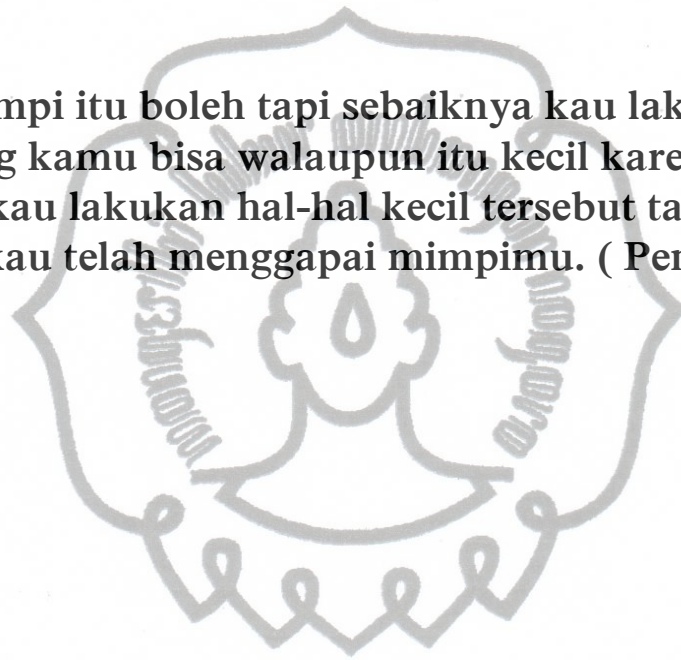 mpi itu boleh tapi sebaiknya kau lak
g kamu bisa walaupun itu kecil kare
kau lakukan hal-hal kecil tersebut ta
kau telah menggapai mimpimu. ( Per